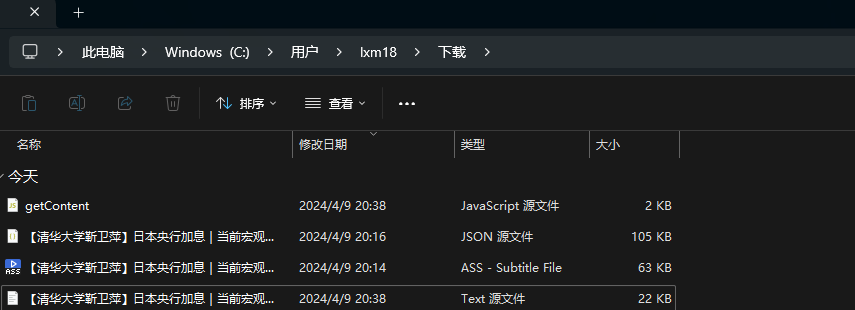 此电脑 > Windows (C:) > 用户 > lxm18 > 下载 >
排序 查看
名称 修改日期 类型 大小
今天
getContent 2024/4/9 20:38 JavaScript 源文件 2 KB
【清华大学靳卫萍】日本央行加息｜当前宏观... 2024/4/9 20:16 JSON 源文件 105 KB
ASS 【清华大学靳卫萍】日本央行加息｜当前宏观... 2024/4/9 20:14 ASS - Subtitle File 63 KB
【清华大学靳卫萍】日本央行加息｜当前宏观... 2024/4/9 20:38 Text 源文件 22 KB